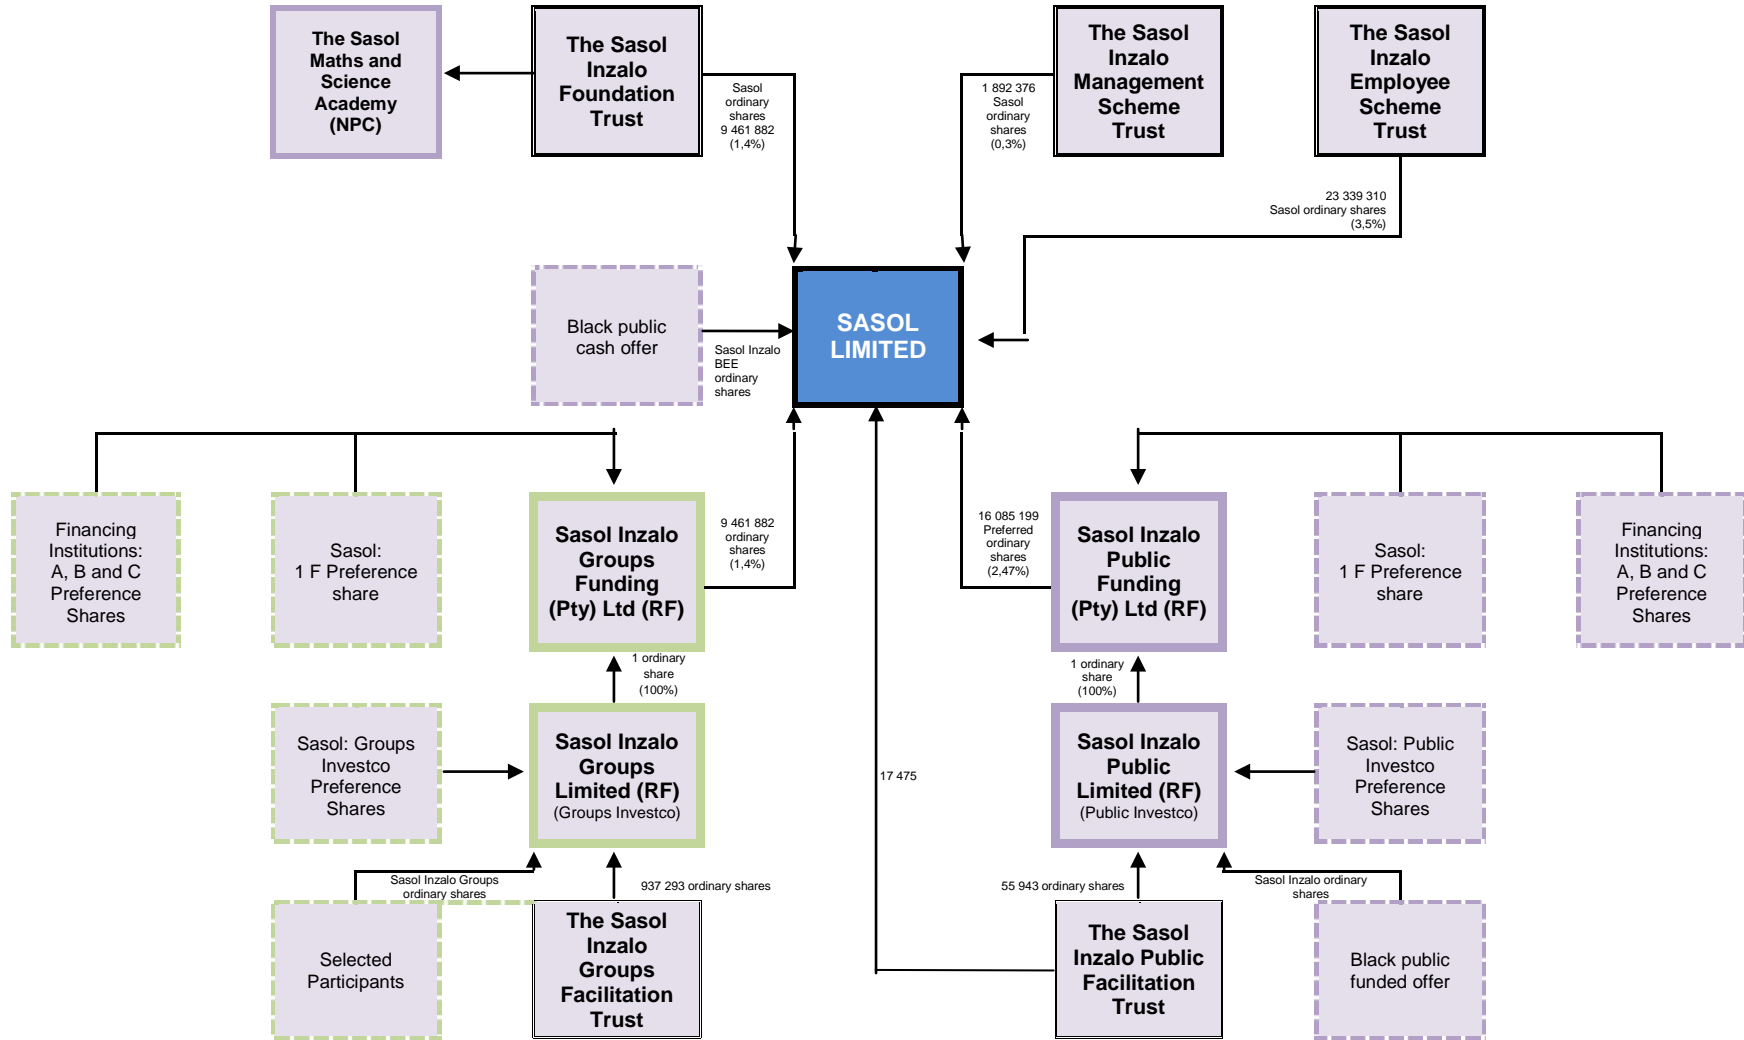 The Sasol
Maths and
Science
Academy
(NPC)
The Sasol
Inzalo
Foundation
Trust
Sasol
ordinary
shares
9 461 882
(1,4%)
1 892 376
Sasol
ordinary
shares
(0,3%)
The Sasol
Inzalo
Management
Scheme
Trust
The Sasol
Inzalo
Employee
Scheme
Trust
23 339 310
Sasol ordinary shares
(3,5%)
Black public
cash offer
Sasol Inzalo
BEE
ordinary
shares
SASOL
LIMITED
Financing
Institutions:
A, B and C
Preference
Shares
Sasol:
1 F Preference
share
Sasol Inzalo
Groups
Funding
(Pty) Ltd (RF)
9 461 882
ordinary
shares
(1,4%)
16 085 199
Preferred
ordinary
shares
(2,47%)
Sasol Inzalo
Public
Funding
(Pty) Ltd (RF)
Sasol:
1 F Preference
share
Financing
Institutions:
A, B and C
Preference
Shares
1 ordinary
share
(100%)
1 ordinary
share
(100%)
Sasol: Groups
Investco
Preference
Shares
Sasol Inzalo
Groups
Limited (RF)
(Groups Investco)
17 475
Sasol Inzalo
Public
Limited (RF)
(Public Investco)
Sasol: Public
Investco
Preference
Shares
Sasol Inzalo Groups
ordinary shares
937 293 ordinary shares
55 943 ordinary shares
Sasol Inzalo ordinary
shares
Selected
Participants
The Sasol
Inzalo
Groups
Facilitation
Trust
The Sasol
Inzalo Public
Facilitation
Trust
Black public
funded offer